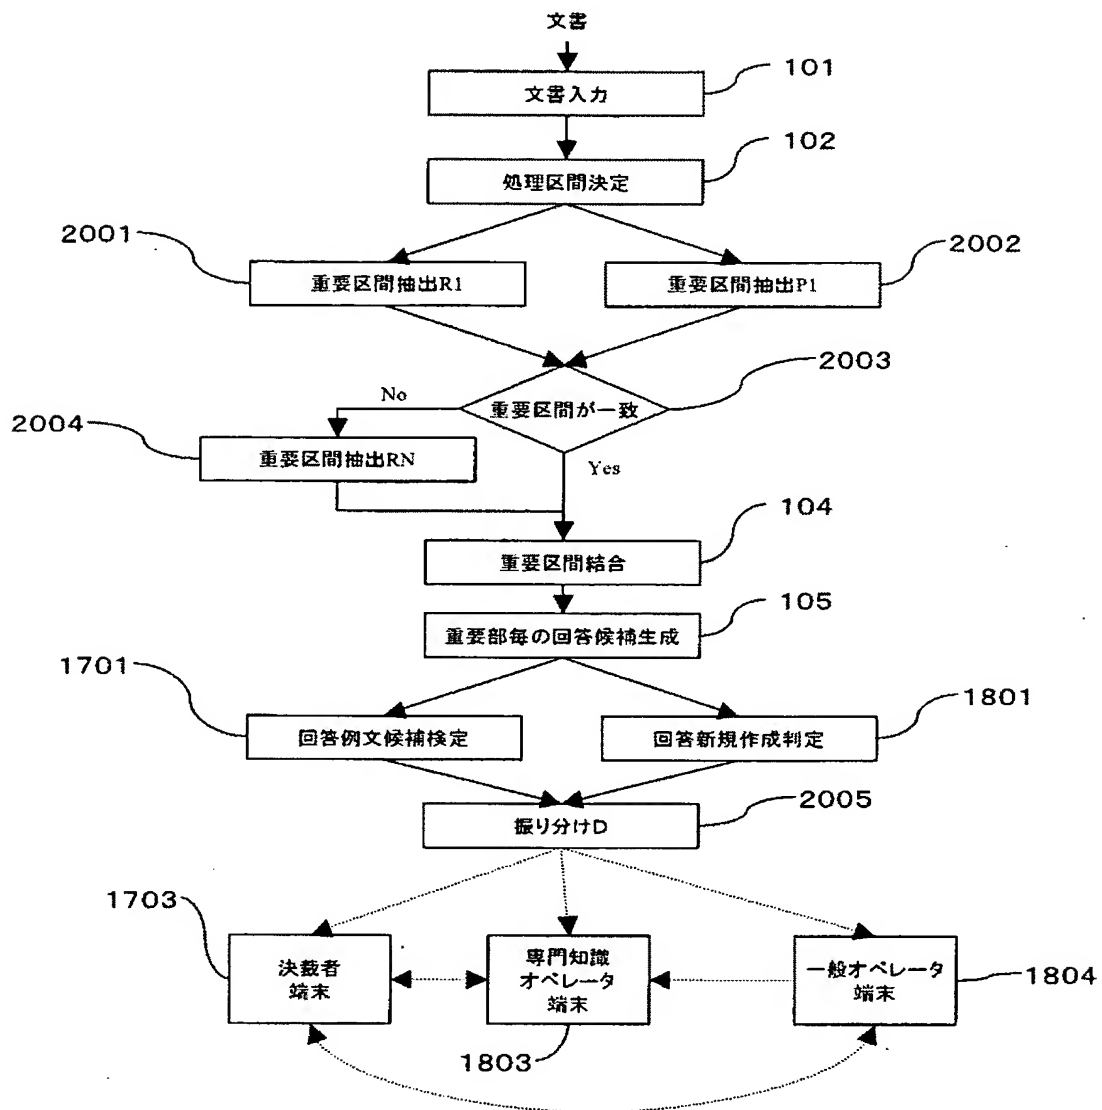 文書
101
文書入力
102
処理区間決定
2001
2002
重要区間抽出R1
重要区間抽出P1
2003
No
重要区間が一致
2004
重要区間抽出RN
Yes
104
重要区間結合
105
重要部毎の回答候補生成
1701
1801
回答例文候補検定
回答新規作成判定
2005
振り分けD
1703
決裁者
端末
専門知識
オペレータ
端末
一般オペレータ
端末
1804
1803